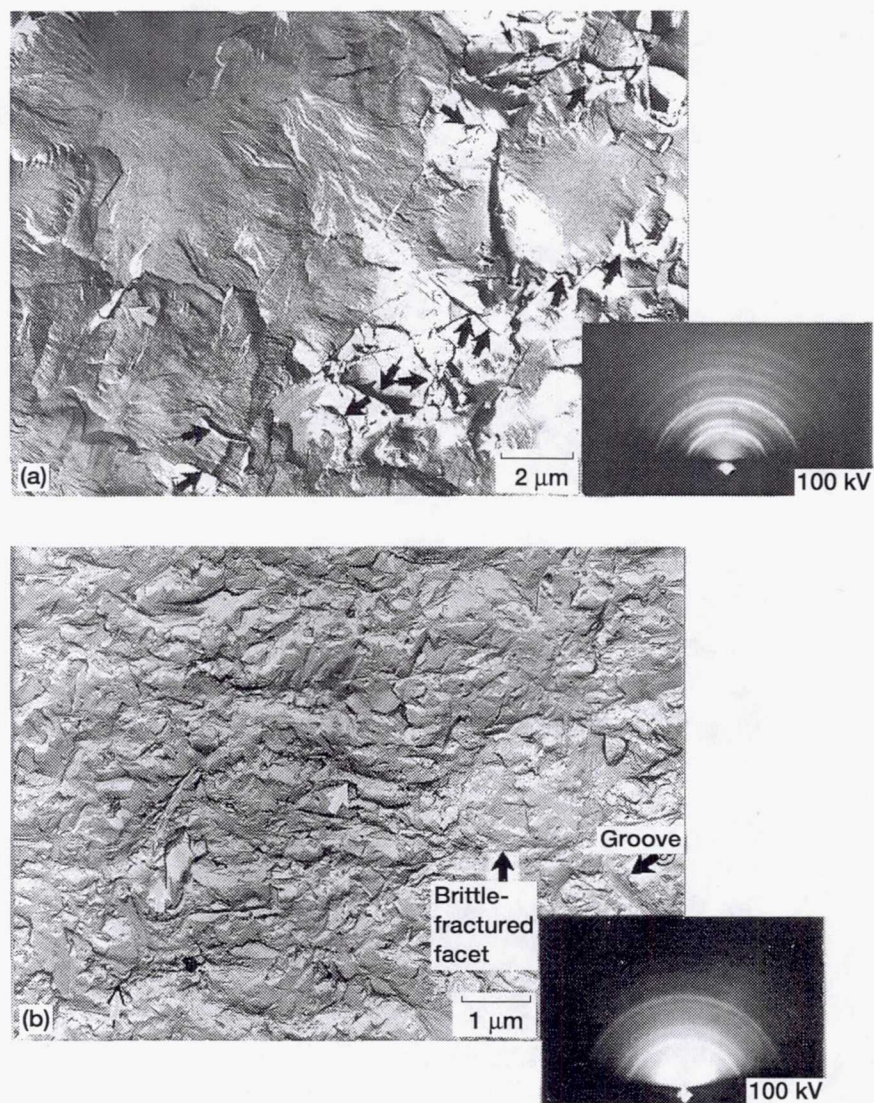 (a)
2 μm
100 kV
Groove
Brittle-
fractured
facet
(b)
1 μm
100 kV